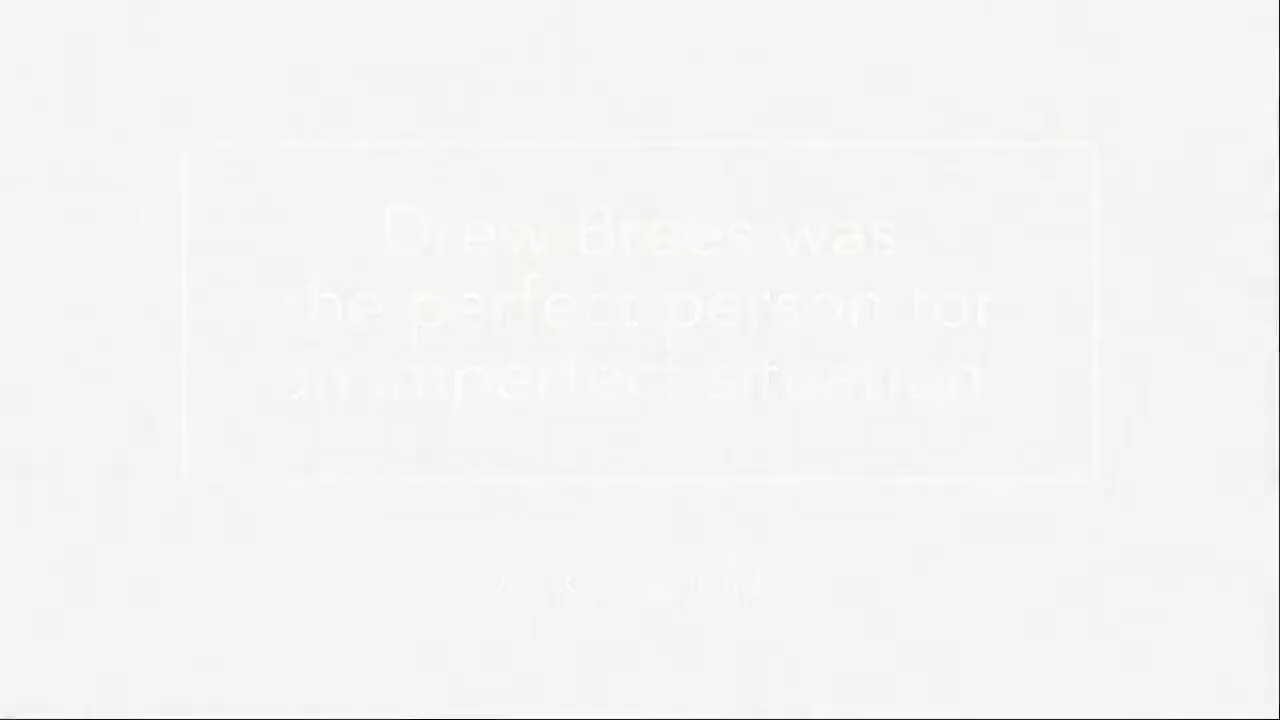 Drew Brees was
the perfect person for
an imperfect situation